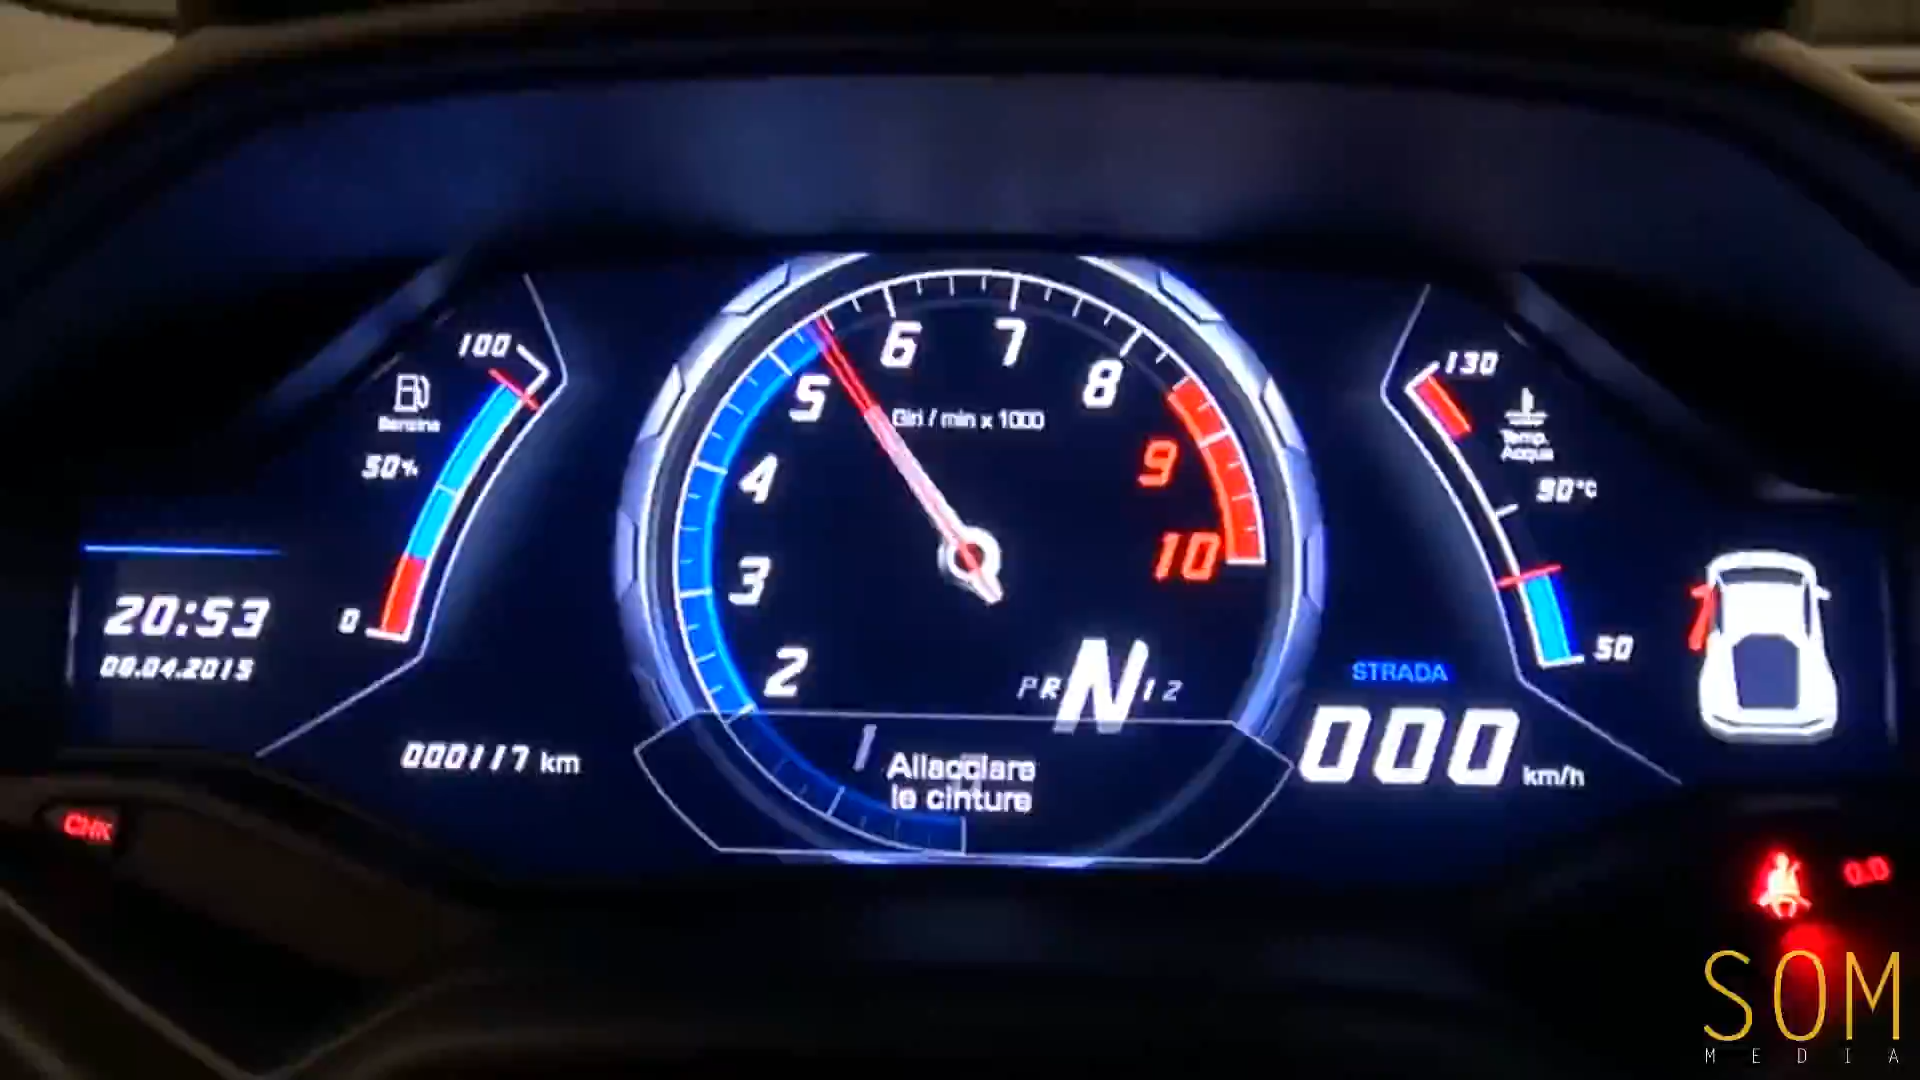 100
Benzina
50%
0
20:53
08.04.2015
000117 km
1
2
3
4
5
6
7
8
9
10
Giri / min x 1000
P R N 1 2
Allacciare
le cinture
130
Temp.
Acqua
90°C
50
STRADA
000 km/h
CHK
SOM
MEDIA